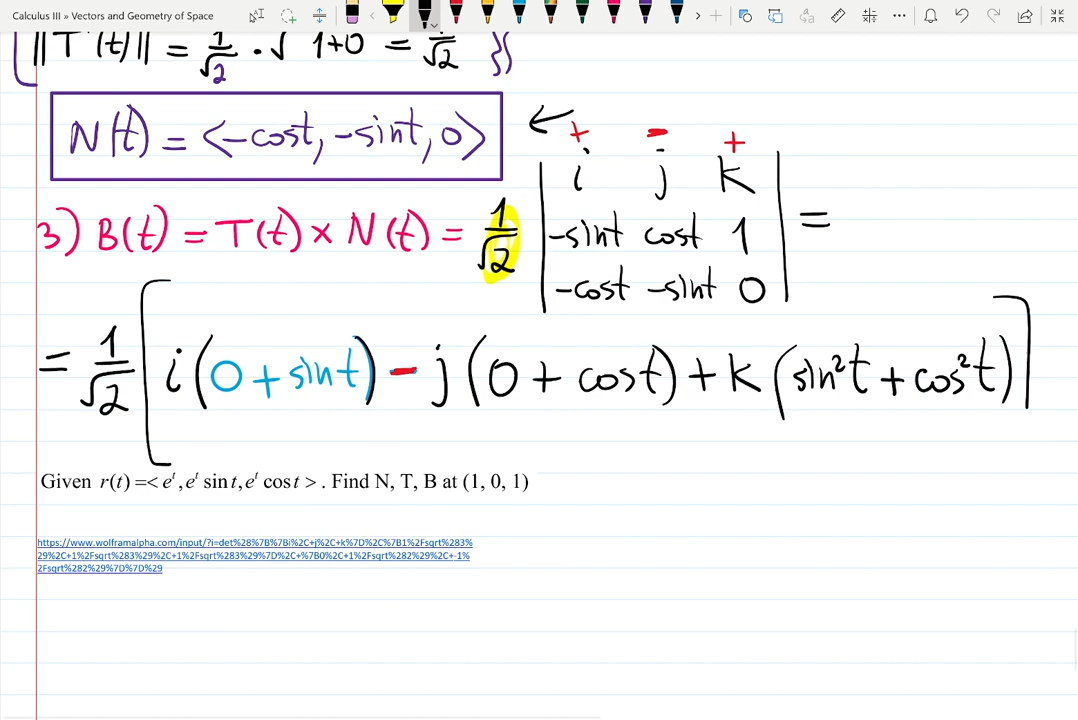 Calculus III » Vectors and Geometry of Space
||T'(t)|| = 1/√2 · √1+0 = 1/√2
N(t) = <-cost, -sint, 0>
+ - +
i j k
3) B(t) = T(t) × N(t) = 1/√2 | -sint cost 1 | =
-cost -sint 0
= 1/√2 [ i (0 + sint) - j (0 + cost) + k (sin²t + cos²t) ]
Given r(t) =< e^t, e^t sin t, e^t cos t > . Find N, T, B at (1, 0, 1)
https://www.wolframalpha.com/input/?i=det%28%7B%7Bi%2C+j%2C+k%7D%2C%7B1%2Fsqrt%283%
29%2C+1%2Fsqrt%283%29%2C+1%2Fsqrt%283%29%7D%2C+%7B0%2C+1%2Fsqrt%282%29%2C+-1%
2Fsqrt%282%29%7D%7D%29